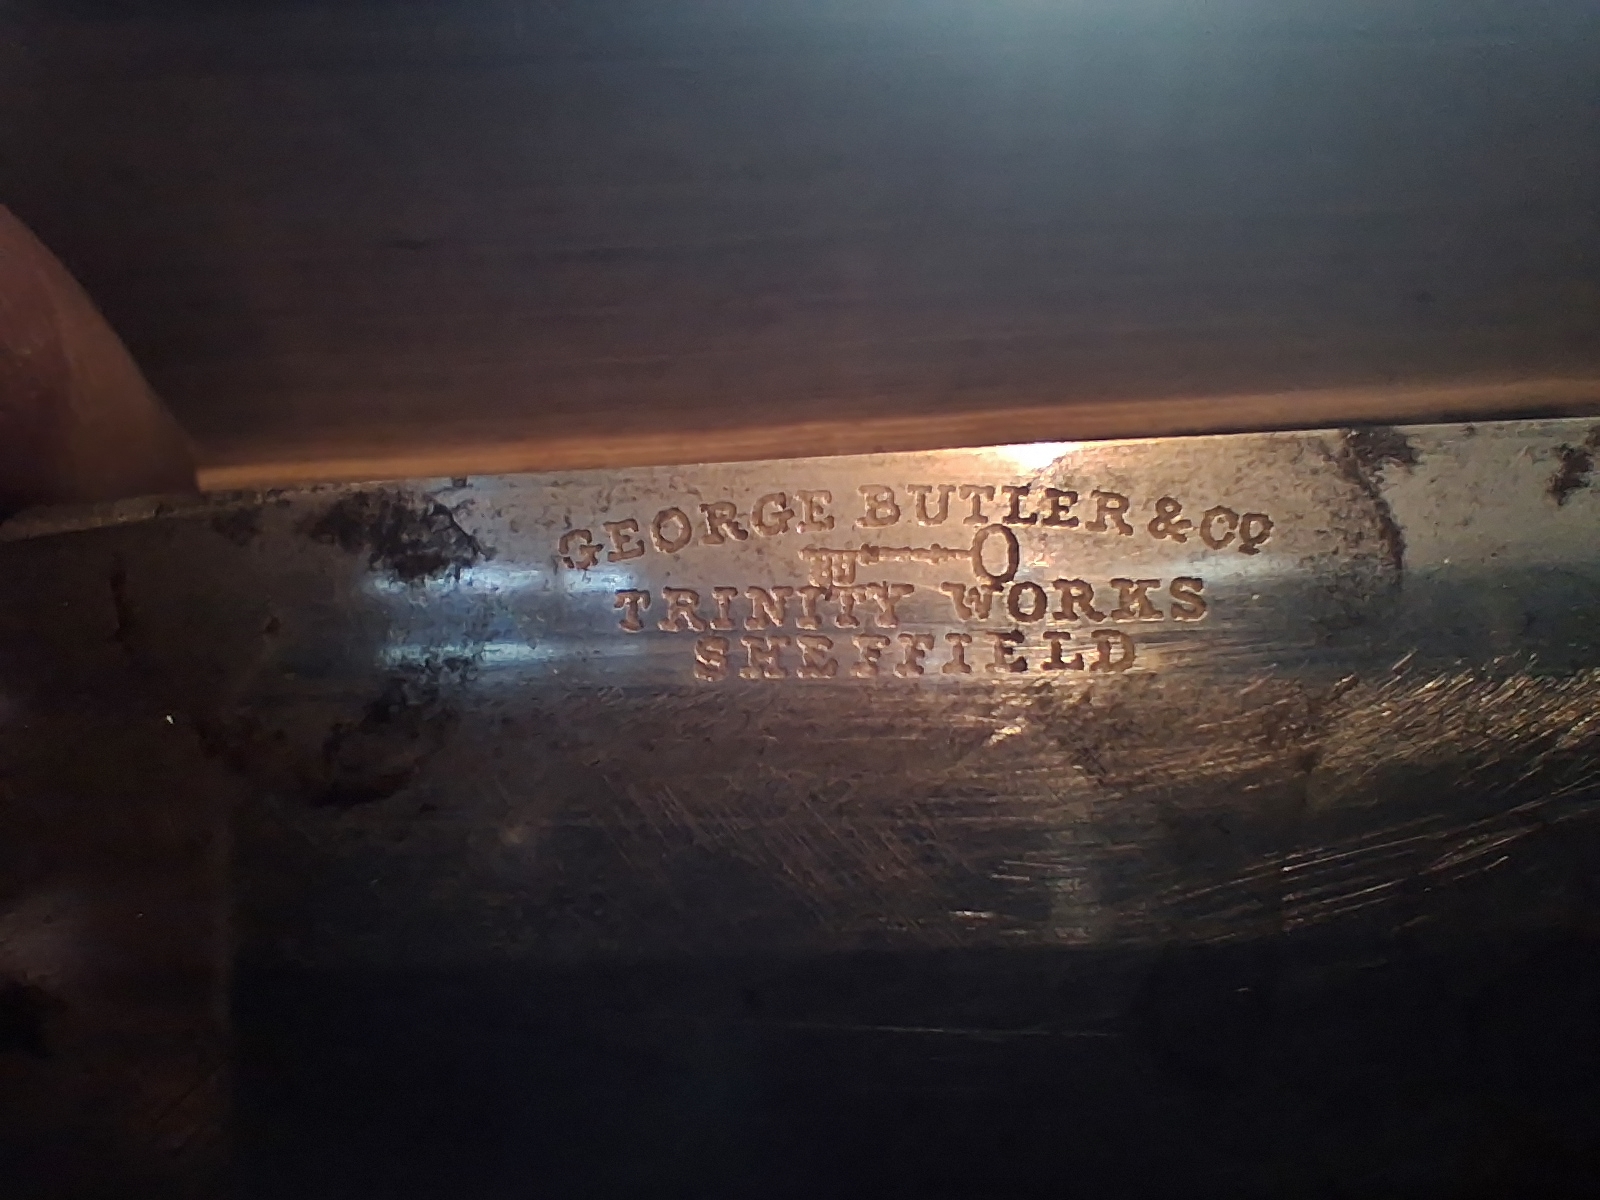 GEORGE BUTLER & Co
TRINITY WORKS
SHEFFIELD